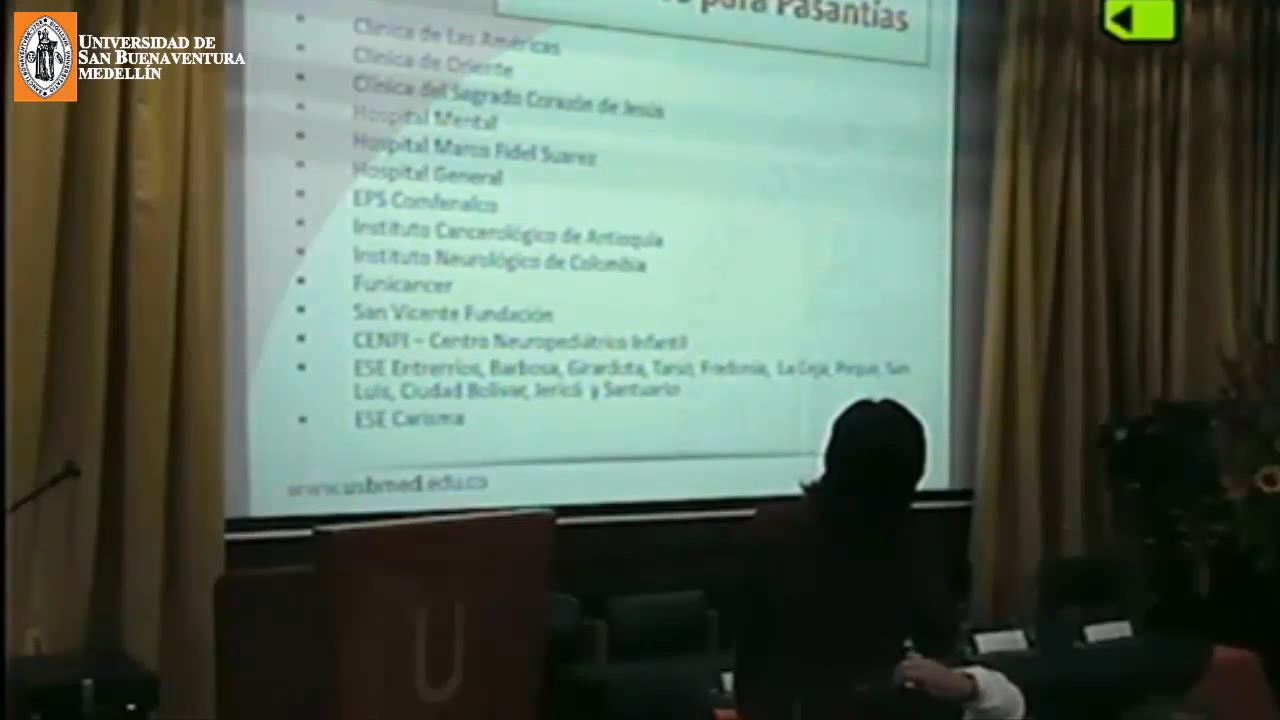 UNIVERSIDAD DE
SAN BUENAVENTURA
MEDELLÍN
para Pasantías
Clínica de Las Américas
Clínica de Oriente
Clínica del Sagrado Corazón de Jesús
Hospital Mental
Hospital Marco Fidel Suarez
Hospital General
EPS Comfenalco
Instituto Cancerológico de Antioquia
Instituto Neurológico de Colombia
Funicancer
San Vicente Fundación
CENPI – Centro Neuropediátrico Infantil
ESE Entrerrios, Barbosa, Girardota, Tarso, Fredonia, La Ceja, Peque, San
Luis, Ciudad Bolivar, Jericó y Santuario
ESE Carisma
www.usbmed.edu.co
U